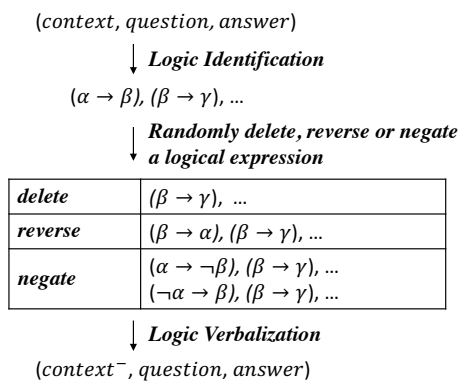 (context, question, answer)
Logic Identification
(α → β), (β → γ), ...
Randomly delete, reverse or negate
a logical expression
delete (β → γ), ...
reverse (β → α), (β → γ), ...
negate (α → ¬β), (β → γ), ...
(¬α → β), (β → γ), ...
Logic Verbalization
(context⁻, question, answer)